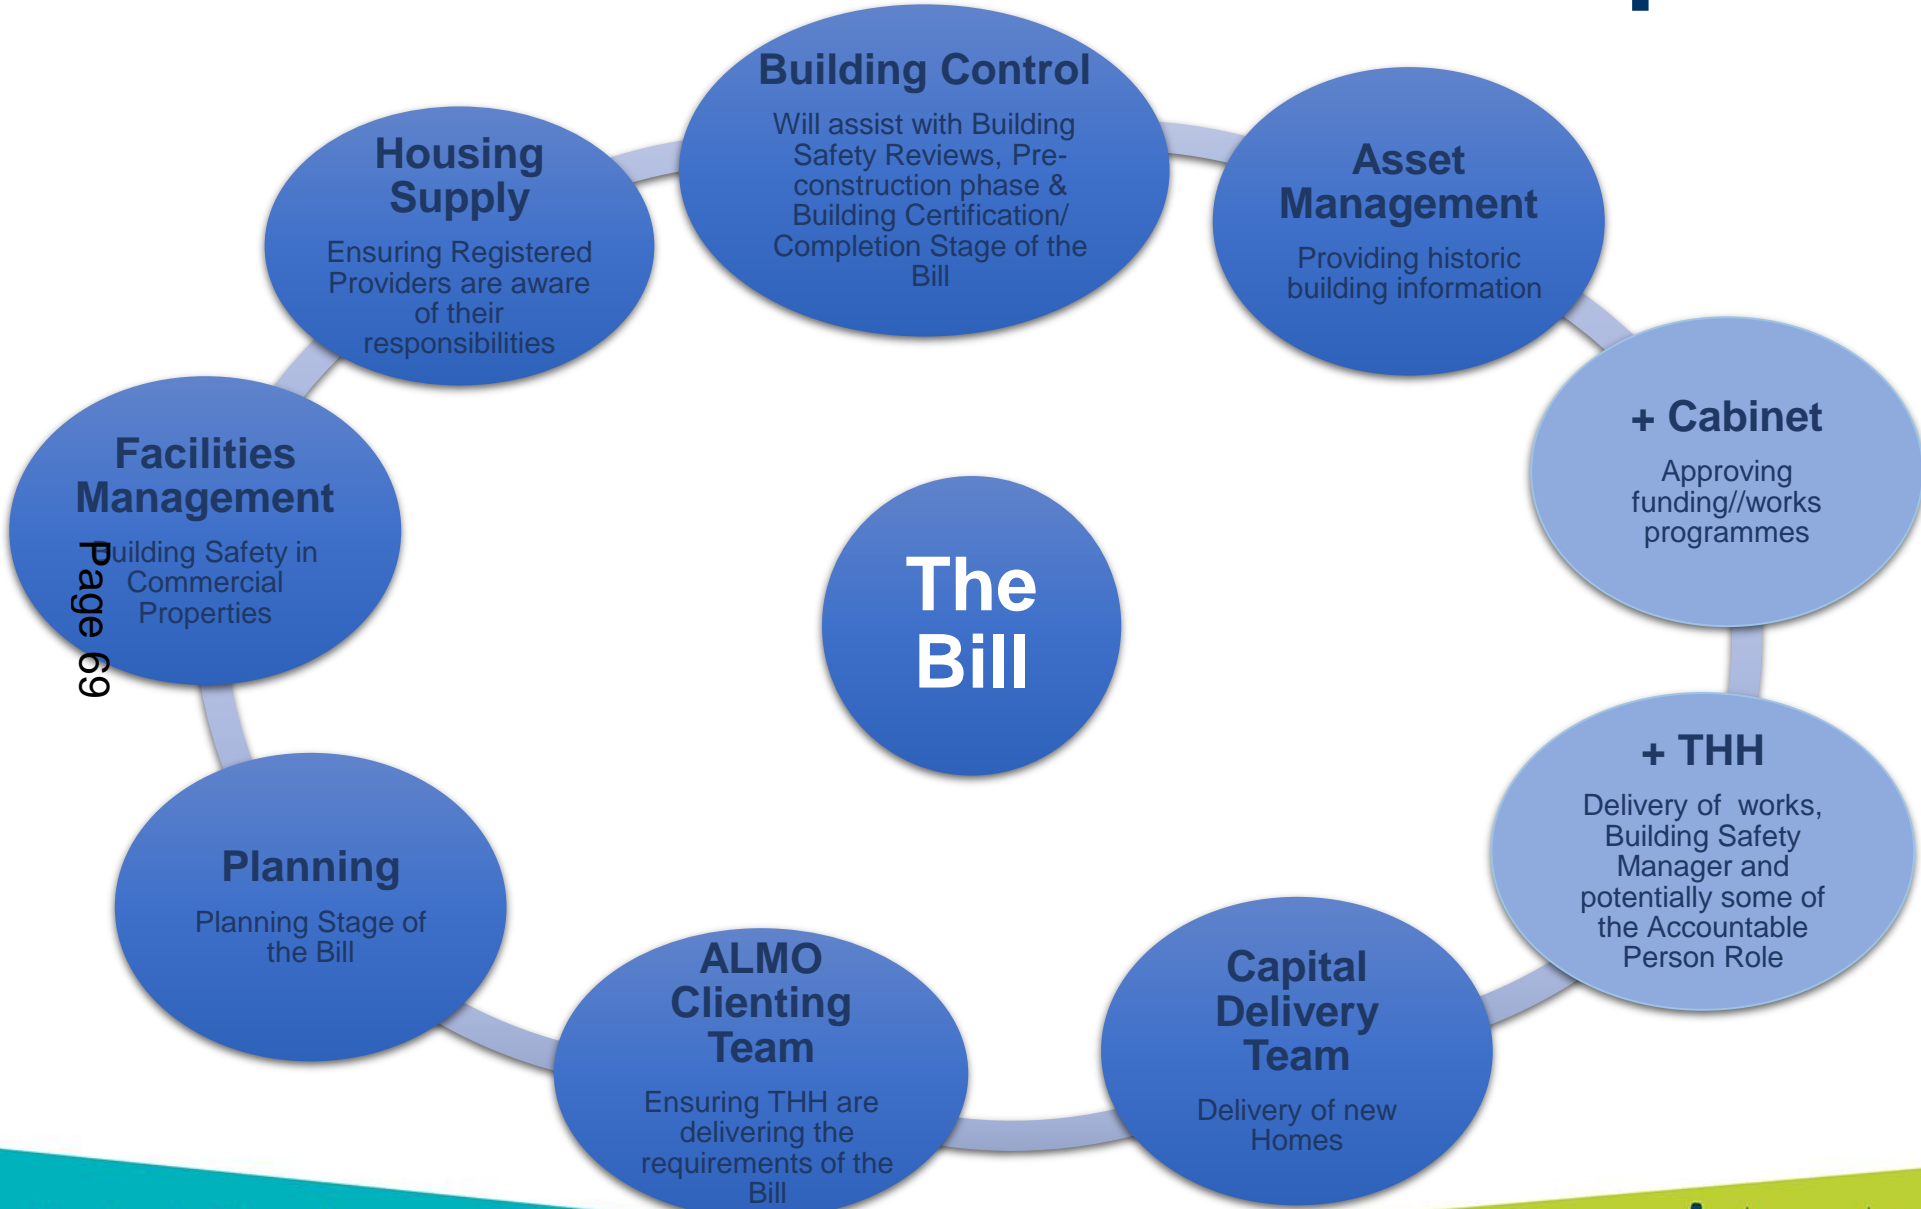 Building Control
Will assist with Building
Safety Reviews, Pre-
construction phase &
Building Certification/
Completion Stage of the
Bill
Asset
Management
Providing historic
building information
+ Cabinet
Approving
funding//works
programmes
+ THH
Delivery of works,
Building Safety
Manager and
potentially some of
the Accountable
Person Role
Capital
Delivery
Team
Delivery of new
Homes
ALMO
Clienting
Team
Ensuring THH are
delivering the
requirements of the
Bill
Planning
Planning Stage of
the Bill
Facilities
Management
Building Safety in
Commercial
Properties
Housing
Supply
Ensuring Registered
Providers are aware
of their
responsibilities
The
Bill
Page 69